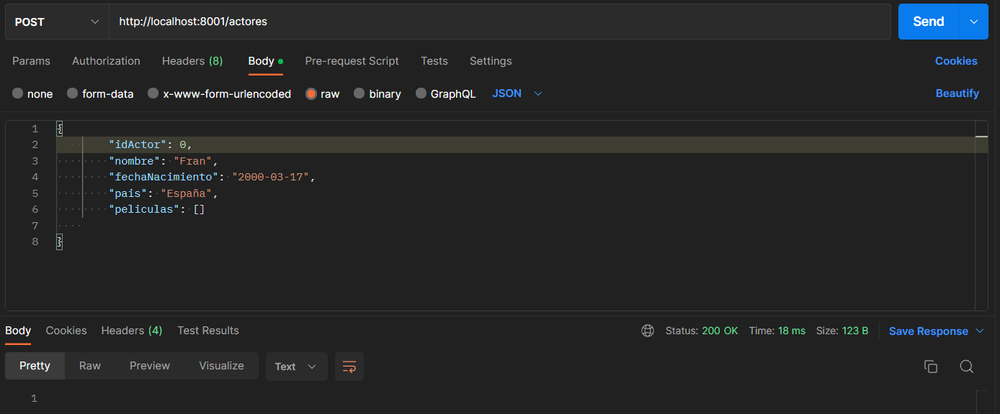 POST http://localhost:8001/actores Send
Params Authorization Headers (8) Body Pre-request Script Tests Settings Cookies
none form-data x-www-form-urlencoded raw binary GraphQL JSON Beautify
1 {
2 "idActor": 0,
3 "nombre": "Fran",
4 "fechaNacimiento": "2000-03-17",
5 "pais": "España",
6 "peliculas": []
7
8 }
Body Cookies Headers (4) Test Results Status: 200 OK Time: 18 ms Size: 123 B Save Response
Pretty Raw Preview Visualize Text
1